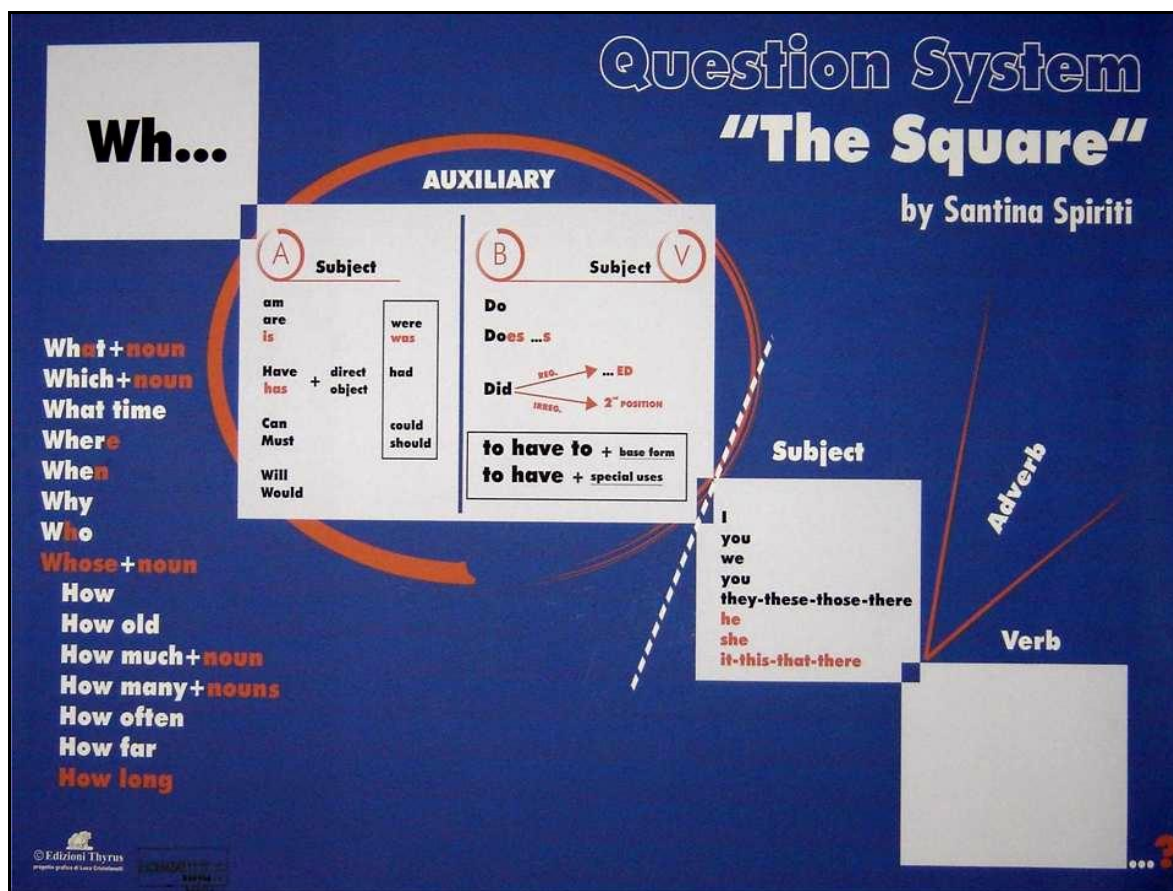 Question System
"The Square"
by Santina Spiriti
Wh...
AUXILIARY
A Subject
am
are
is
were
was
Have
has
+ direct object
had
Can
Must
could
should
Will
Would
B Subject V
Do
Does ...s
Did
REG. ... ED
IRREG. 2ND POSITION
to have to + base form
to have + special uses
What+noun
Which+noun
What time
Where
When
Why
Who
Whose+noun
How
How old
How much+noun
How many+nouns
How often
How far
How long
Subject
I
you
we
you
they-these-those-there
he
she
it-this-that-there
Adverb
Verb
...?
© Edizioni Thyrus